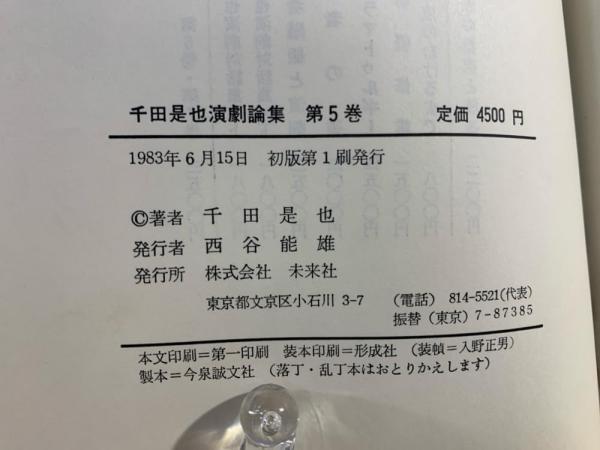 千田是也演劇論集 第5巻 定価 4500 円
1983年6月15日 初版第1刷発行
©著者 千田是也
発行者 西谷能雄
発行所 株式会社 未来社
東京都文京区小石川 3-7 (電話) 814-5521(代表)
振替(東京) 7-87385
本文印刷=第一印刷 装本印刷=形成社 (装幀=入野正男)
製本=今泉誠文社 (落丁・乱丁本はおとりかえします)